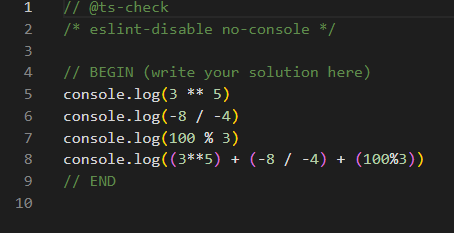 1 // @ts-check
2 /* eslint-disable no-console */
3
4 // BEGIN (write your solution here)
5 console.log(3 ** 5)
6 console.log(-8 / -4)
7 console.log(100 % 3)
8 console.log((3**5) + (-8 / -4) + (100%3))
9 // END
10